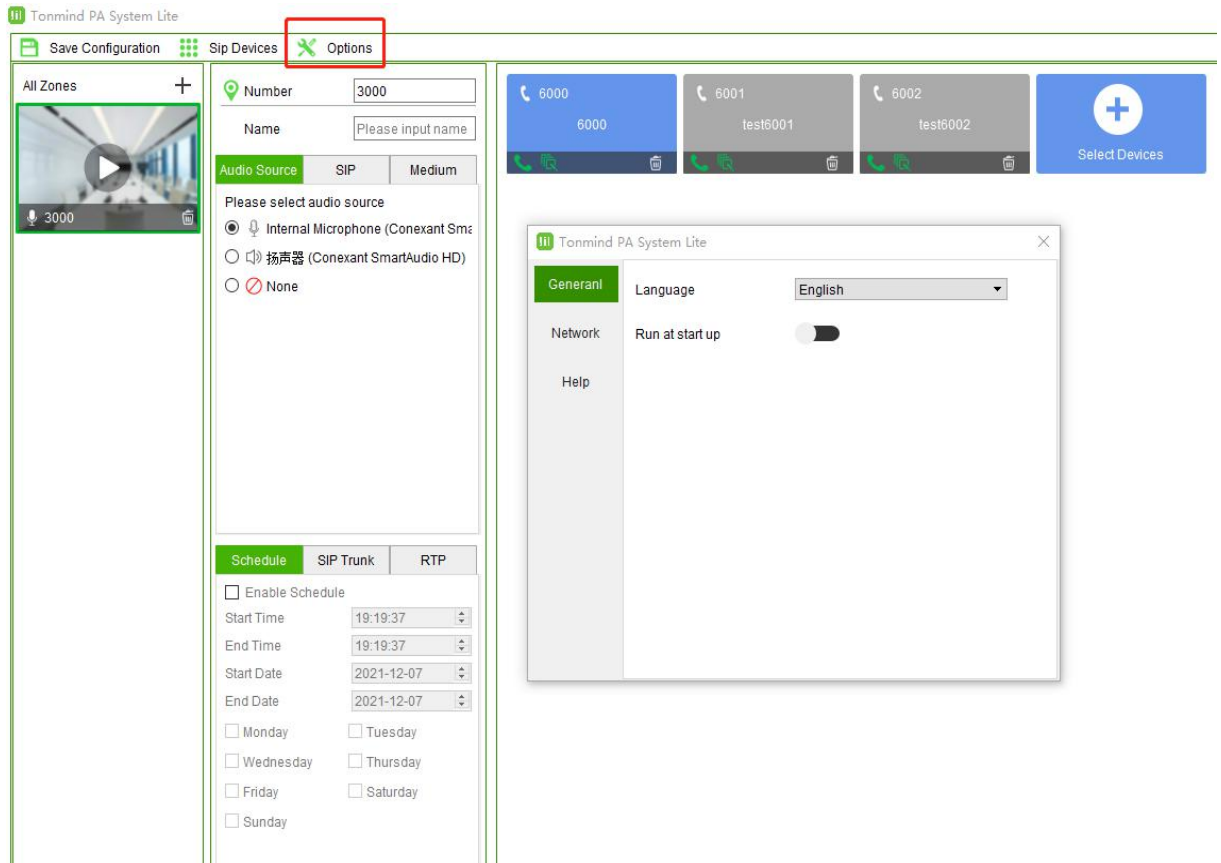 Tonmind PA System Lite
Save Configuration Sip Devices Options
All Zones
3000
Number 3000
Name Please input name
Audio Source SIP Medium
Please select audio source
Internal Microphone (Conexant Sma
扬声器 (Conexant SmartAudio HD)
None
Schedule SIP Trunk RTP
Enable Schedule
Start Time 19:19:37
End Time 19:19:37
Start Date 2021-12-07
End Date 2021-12-07
Monday Tuesday
Wednesday Thursday
Friday Saturday
Sunday
6000
6000
6001
test6001
6002
test6002
Select Devices
Tonmind PA System Lite
Generanl
Network
Help
Language English
Run at start up